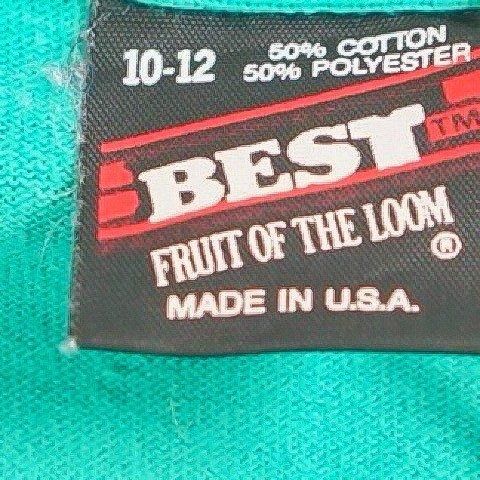 10-12
50% COTTON
50% POLYESTER
BEST TM
FRUIT OF THE LOOM
®
MADE IN U.S.A.